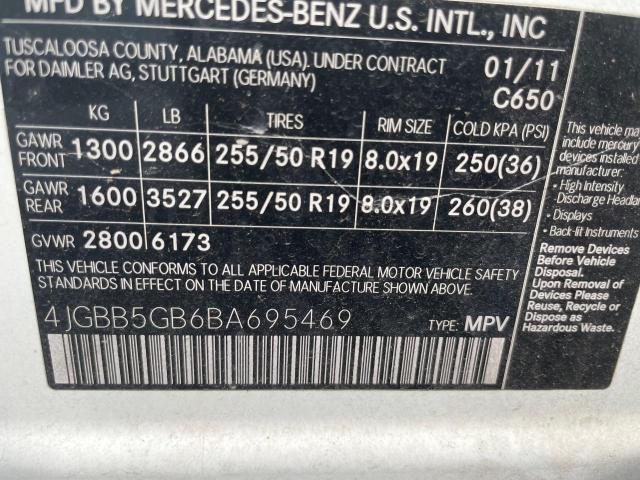 MFD BY MERCEDES-BENZ U.S. INTL., INC
TUSCALOOSA COUNTY, ALABAMA (USA). UNDER CONTRACT
FOR DAIMLER AG, STUTTGART (GERMANY)
01/11
C650
KG LB TIRES RIM SIZE COLD KPA (PSI)
GAWR FRONT 1300 2866 255/50 R19 8.0x19 250(36)
GAWR REAR 1600 3527 255/50 R19 8.0x19 260(38)
GVWR 2800 6173
THIS VEHICLE CONFORMS TO ALL APPLICABLE FEDERAL MOTOR VEHICLE SAFETY
STANDARDS IN EFFECT ON THE DATE OF MANUFACTURE SHOWN ABOVE.
4JGBB5GB6BA695469
TYPE: MPV
This vehicle ma
include mercury
devices installed
manufacturer:
• High Intensity
Discharge Headlar
• Displays
• Back-lit Instruments
Remove Devices
Before Vehicle
Disposal.
Upon Removal Please
Reuse, Recycle or
Dispose as
Hazardous Waste.